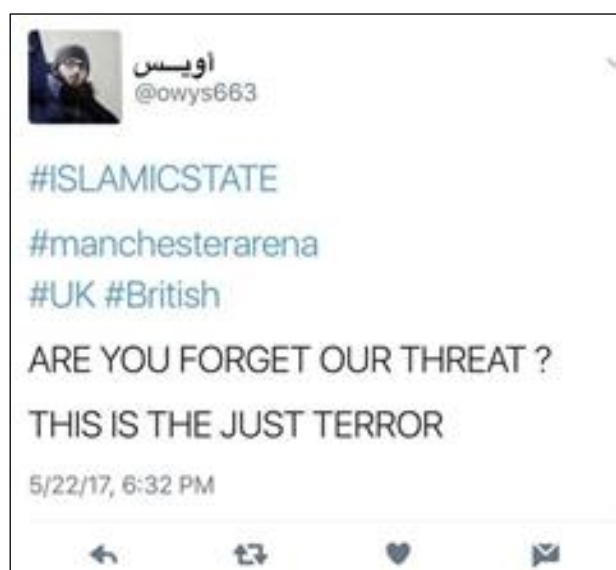 أويـــس
@owys663
#ISLAMICSTATE
#manchesterarena
#UK #British
ARE YOU FORGET OUR THREAT ?
THIS IS THE JUST TERROR
5/22/17, 6:32 PM